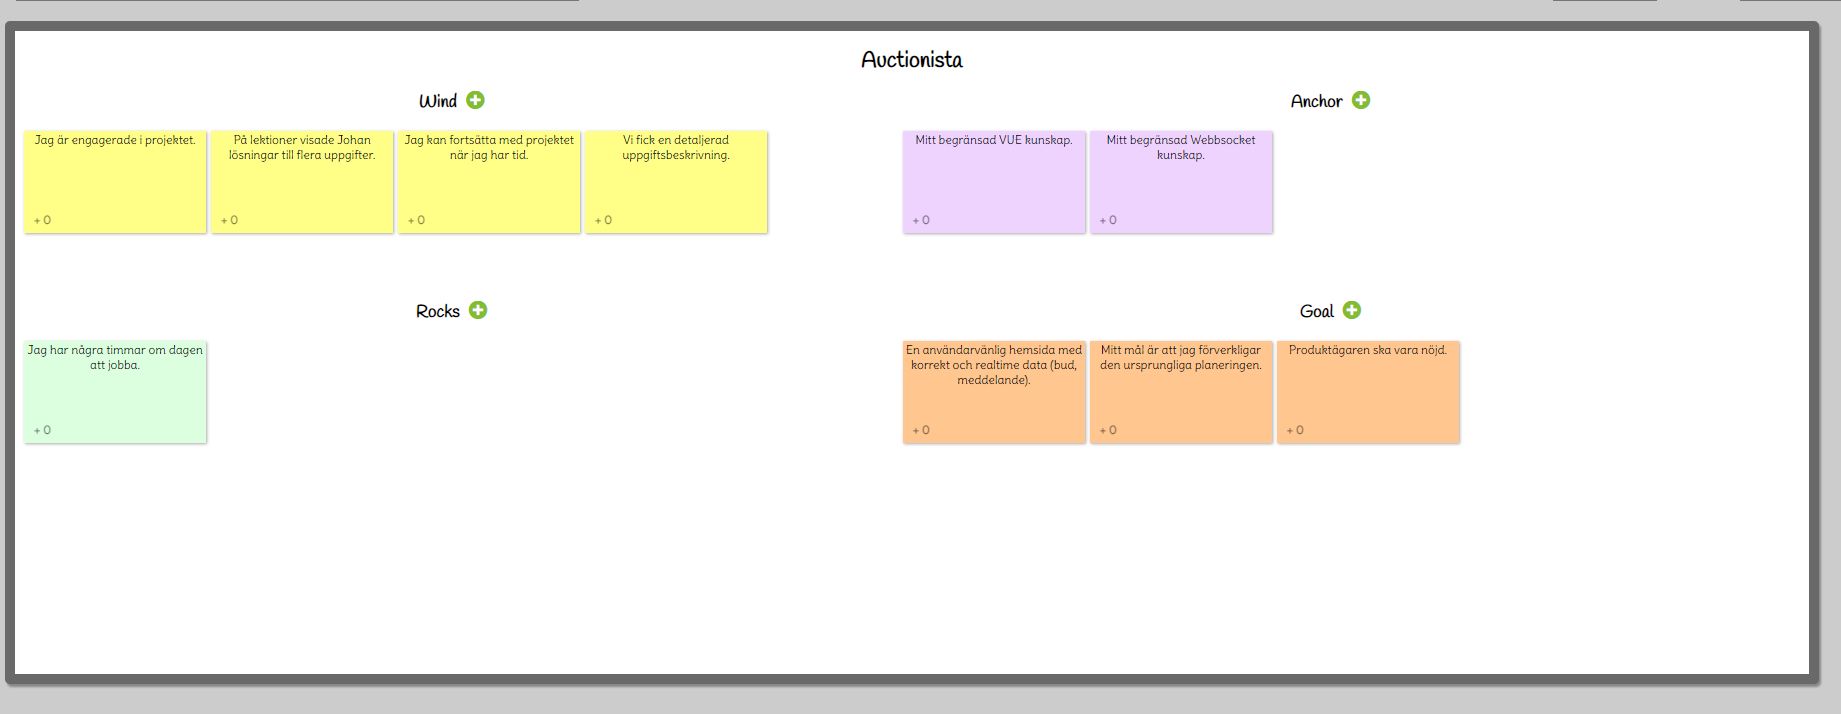 Auctionista
Wind
Jag är engagerade i projektet.
+ 0
På lektioner visade Johan
lösningar till flera uppgifter.
+ 0
Jag kan fortsätta med projektet
när jag har tid.
+ 0
Vi fick en detaljerad
uppgiftsbeskrivning.
+ 0
Anchor
Mitt begränsad VUE kunskap.
+ 0
Mitt begränsad Webbsocket
kunskap.
+ 0
Rocks
Jag har några timmar om dagen
att jobba.
+ 0
Goal
En användarvänlig hemsida med
korrekt och realtime data (bud,
meddelande).
+ 0
Mitt mål är att jag förverkligar
den ursprungliga planeringen.
+ 0
Produktägaren ska vara nöjd.
+ 0